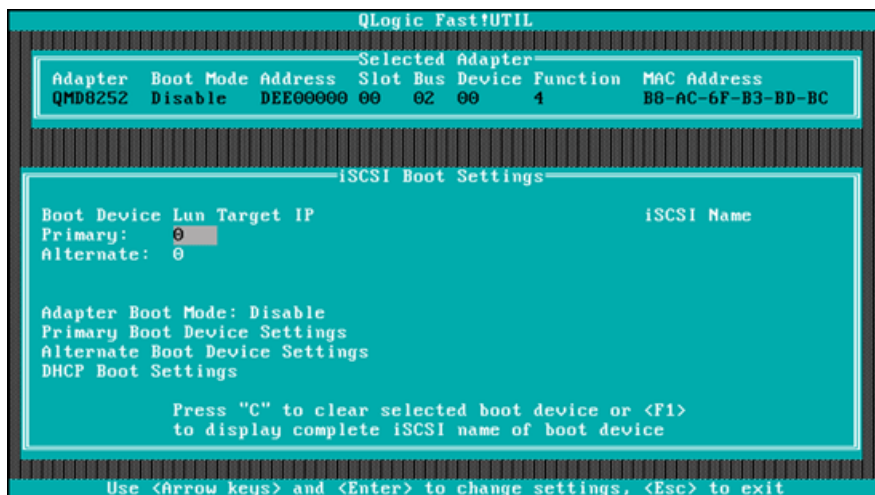 QLogic Fast!UTIL
Selected Adapter
Adapter Boot Mode Address Slot Bus Device Function MAC Address
QMD8252 Disable DEE00000 00 02 00 4 B8-AC-6F-B3-BD-BC
iSCSI Boot Settings
Boot Device Lun Target IP iSCSI Name
Primary: 0
Alternate: 0
Adapter Boot Mode: Disable
Primary Boot Device Settings
Alternate Boot Device Settings
DHCP Boot Settings
Press "C" to clear selected boot device or <F1>
to display complete iSCSI name of boot device
Use <Arrow keys> and <Enter> to change settings, <Esc> to exit